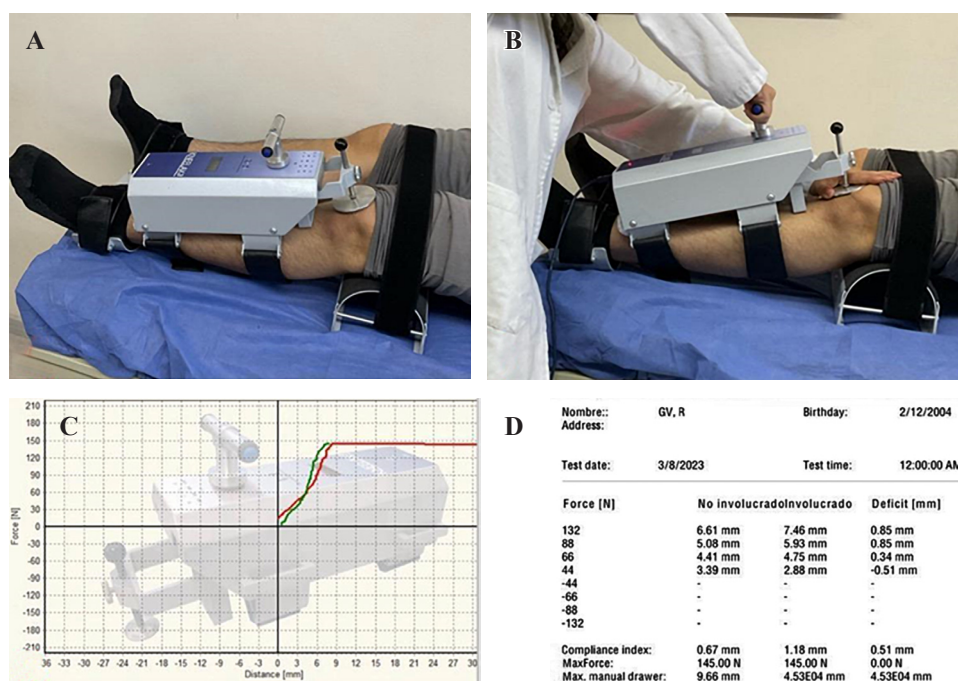 A
B
C
210
180
150
120
90
60
30
0
-30
-60
-90
-120
-150
-180
-210
Force [N]
36 -33 -30 -27 -24 -21 -18 -15 -12 -9 -6 -3 0 3 6 9 12 15 18 21 24 27 30
Distance [mm]
D
Nombre:: GV, R Birthday: 2/12/2004
Address:
Test date: 3/8/2023 Test time: 12:00:00 AM
Force [N] No involucradoInvolucrado Deficit [mm]
132 6.61 mm 7.46 mm 0.85 mm
88 5.08 mm 5.93 mm 0.85 mm
66 4.41 mm 4.75 mm 0.34 mm
44 3.39 mm 2.88 mm -0.51 mm
-44 - - -
-66 - - -
-88 - - -
-132 - - -
Compliance index: 0.67 mm 1.18 mm 0.51 mm
MaxForce: 145.00 N 145.00 N 0.00 N
Max. manual drawer: 9.66 mm 4.53E04 mm 4.53E04 mm